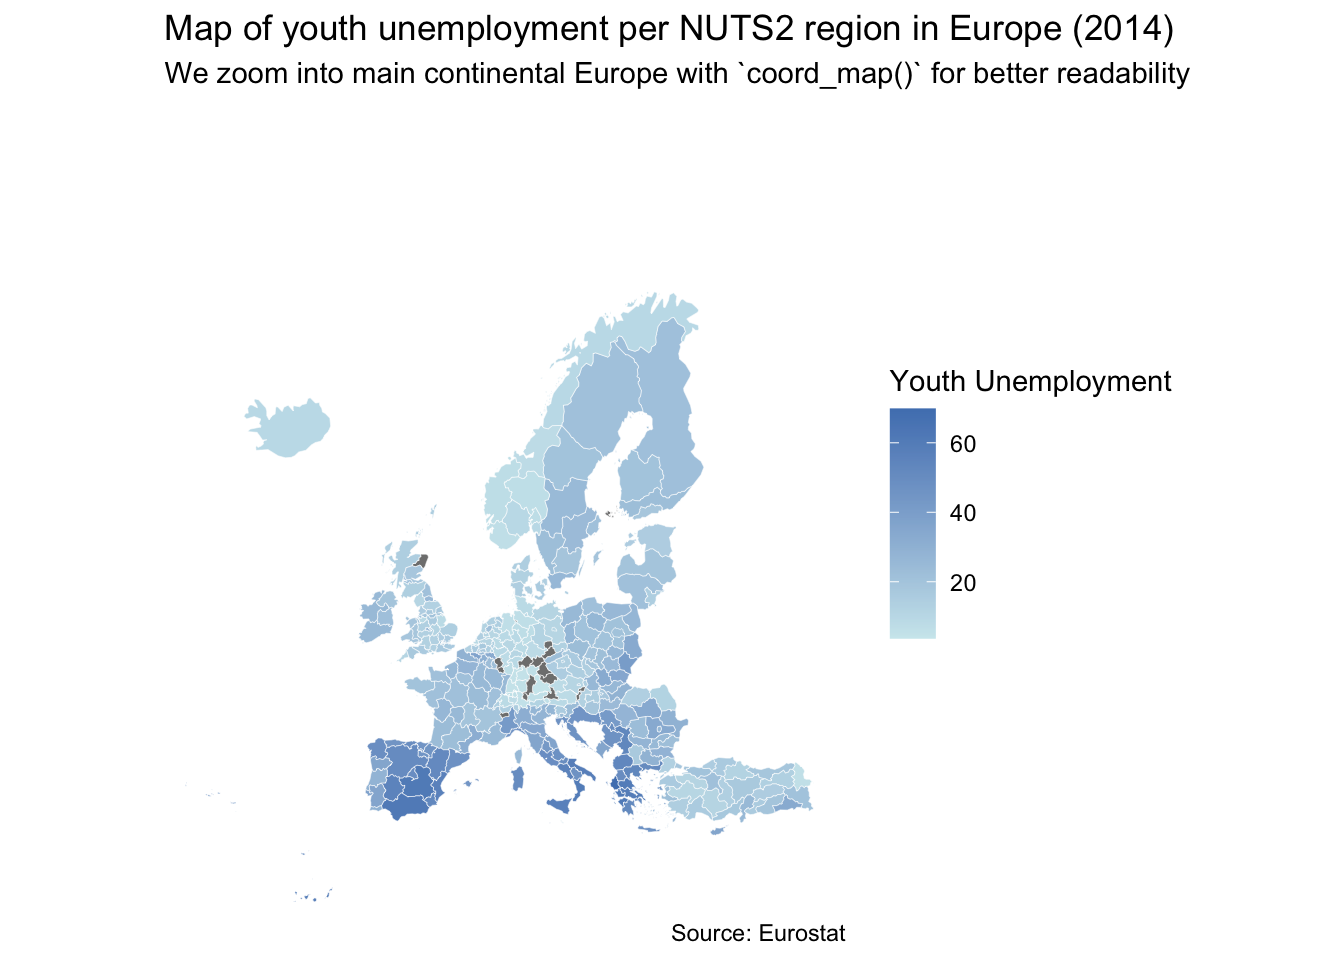 Map of youth unemployment per NUTS2 region in Europe (2014)
We zoom into main continental Europe with `coord_map()` for better readability
Youth Unemployment
60
40
20
Source: Eurostat